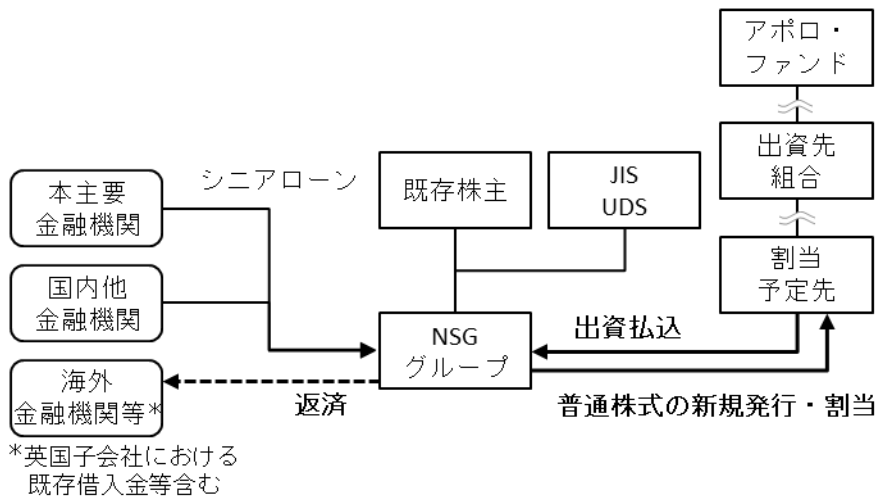 アポロ・
ファンド
出資先
組合
割当
予定先
シニアローン
本主要
金融機関
既存株主
JIS
UDS
国内他
金融機関
出資払込
NSG
グループ
海外
金融機関等*
返済
普通株式の新規発行・割当
*英国子会社における
既存借入金等含む